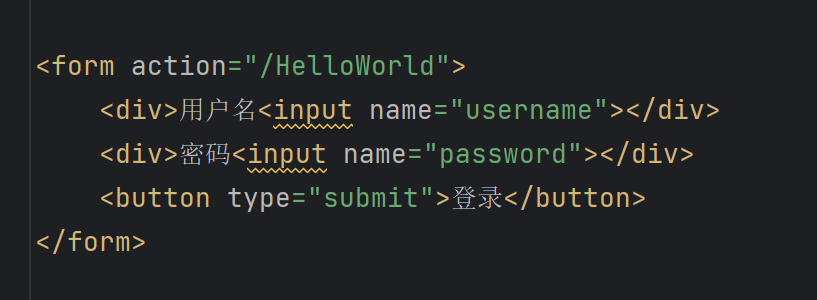 <form action="/HelloWorld">
<div>用户名<input name="username"></div>
<div>密码<input name="password"></div>
<button type="submit">登录</button>
</form>